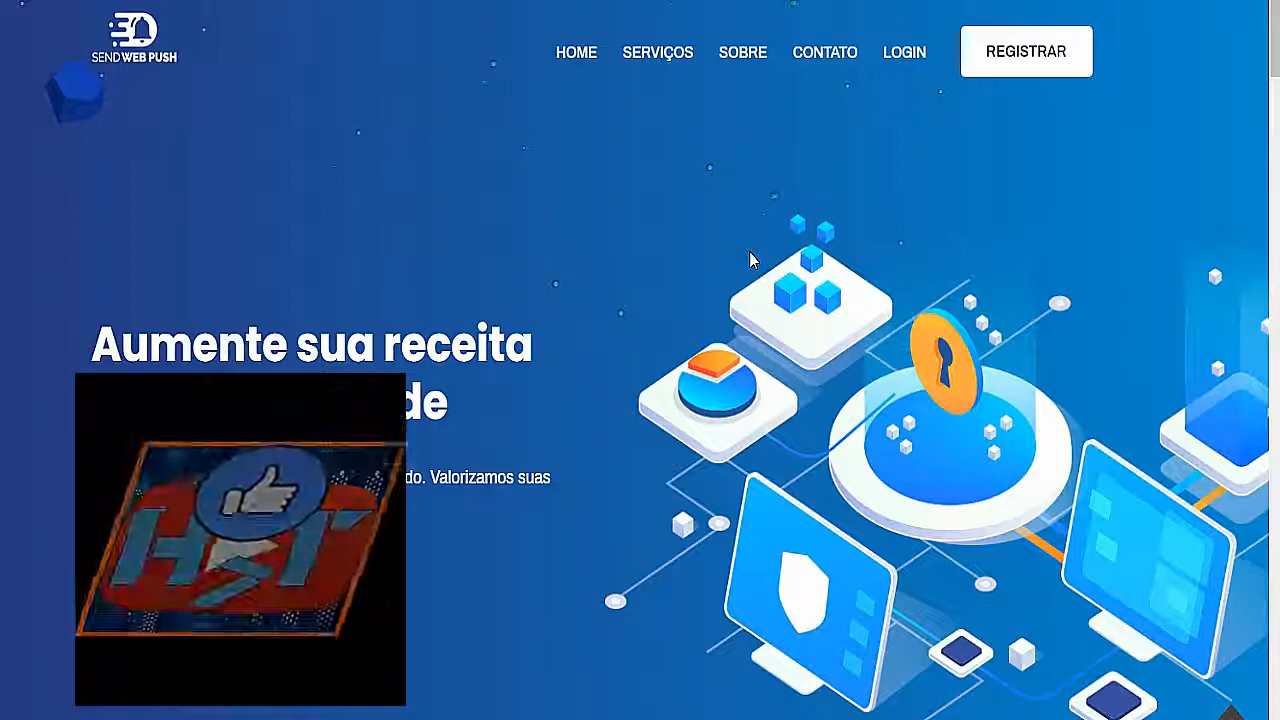 SEND WEB PUSH
HOME
SERVIÇOS
SOBRE
CONTATO
LOGIN
REGISTRAR
Aumente sua receita
de
do. Valorizamos suas